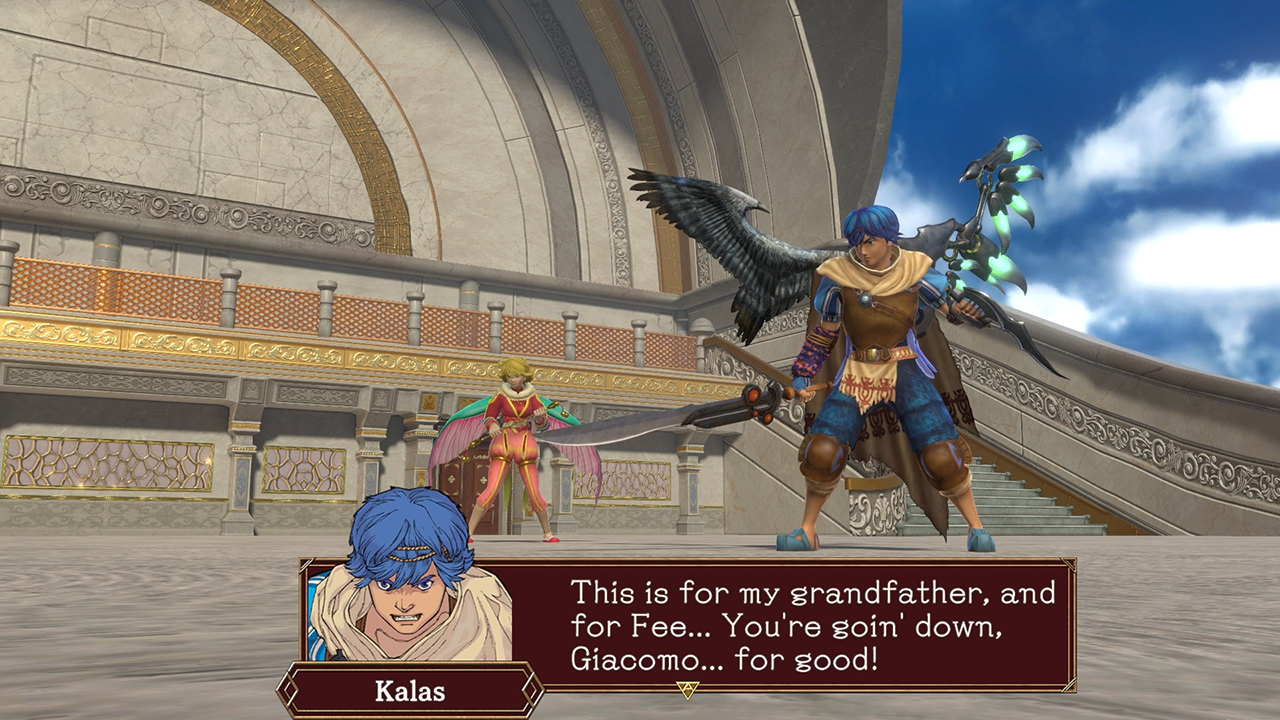 This is for my grandfather, and
for Fee... You're goin' down,
Giacomo... for good!
Kalas